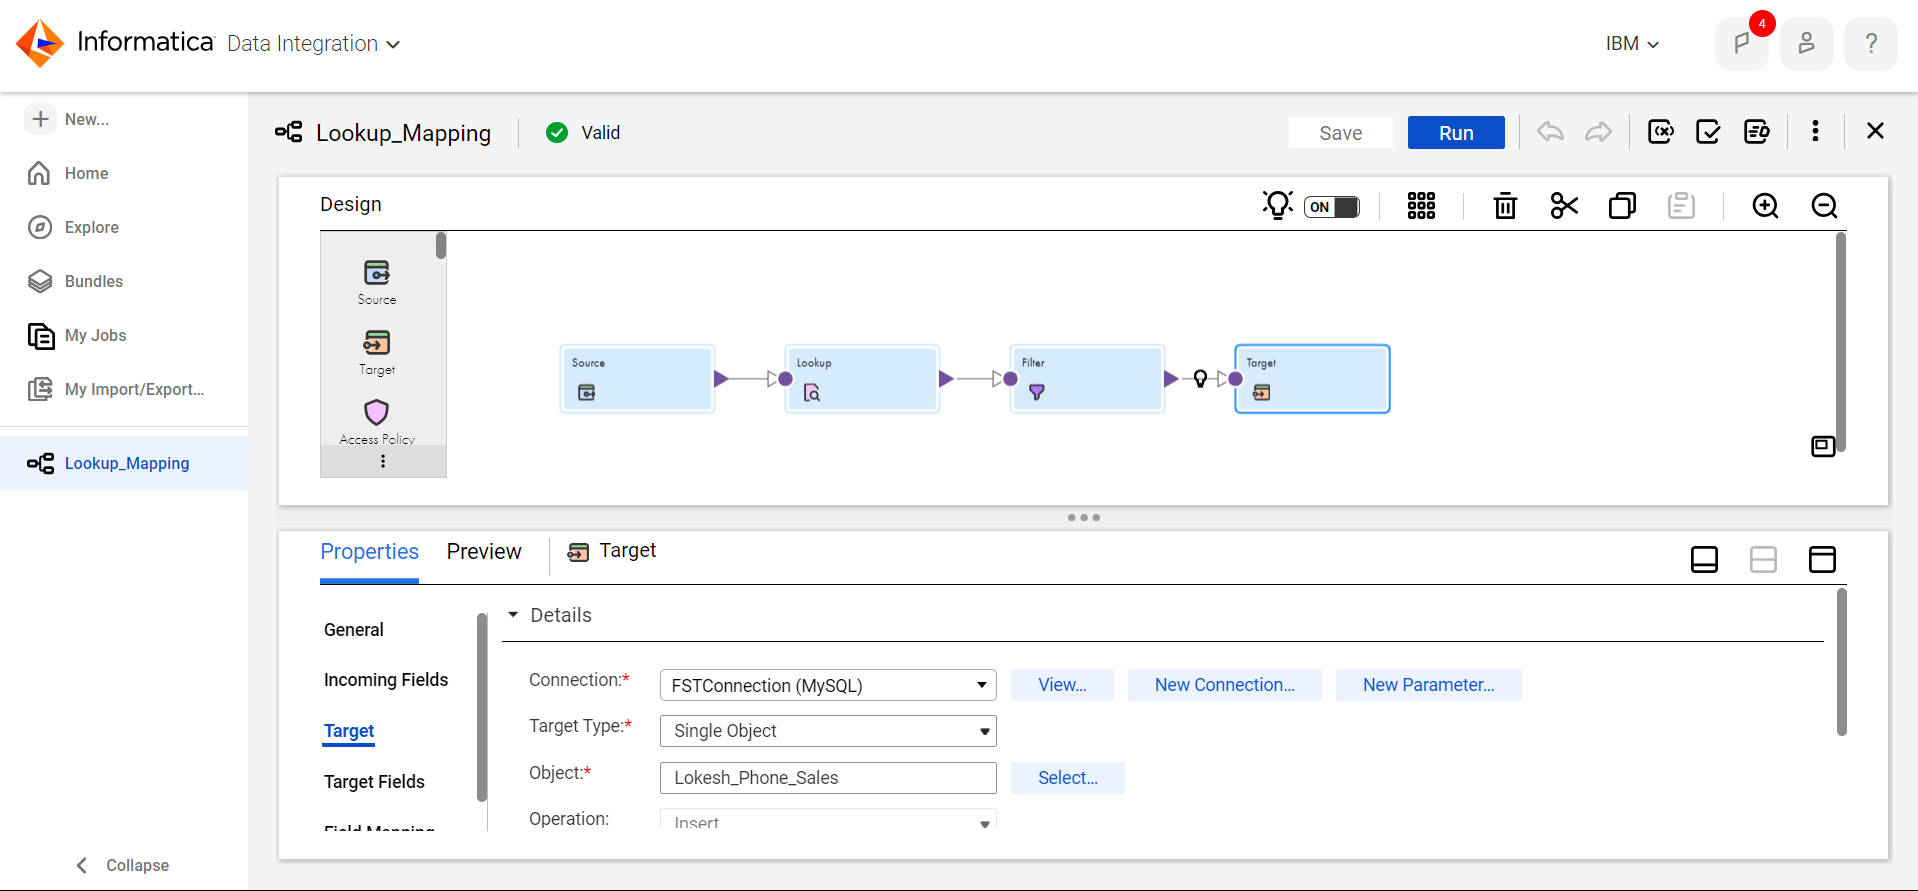 Informatica Data Integration
IBM
4
?
New...
Home
Explore
Bundles
My Jobs
My Import/Export...
Lookup_Mapping
Collapse
Lookup_Mapping
Valid
Save
Run
Design
ON
Source
Target
Access Policy
Source
Lookup
Filter
Target
Properties
Preview
Target
General
Incoming Fields
Target
Target Fields
Field Mapping
Details
Connection:*
FSTConnection (MySQL)
View...
New Connection...
New Parameter...
Target Type:*
Single Object
Object:*
Lokesh_Phone_Sales
Select...
Operation:
Insert